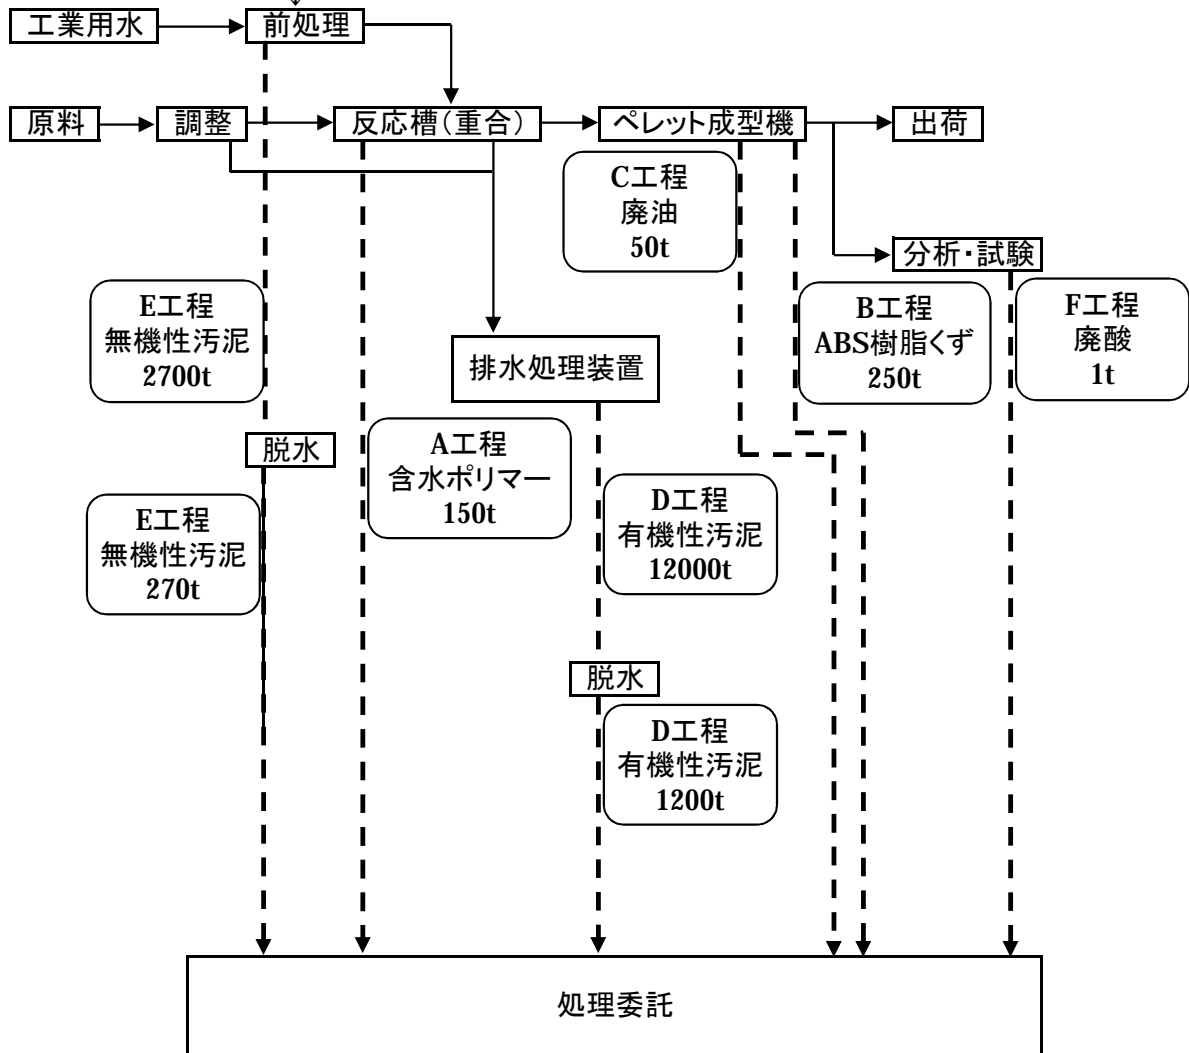 工業用水
前処理
原料
調整
反応槽(重合)
ペレット成型機
出荷
C工程
廃油
50t
分析・試験
E工程
無機性汚泥
2700t
B工程
ABS樹脂くず
250t
F工程
廃酸
1t
排水処理装置
脱水
A工程
含水ポリマー
150t
E工程
無機性汚泥
270t
D工程
有機性汚泥
12000t
脱水
D工程
有機性汚泥
1200t
処理委託